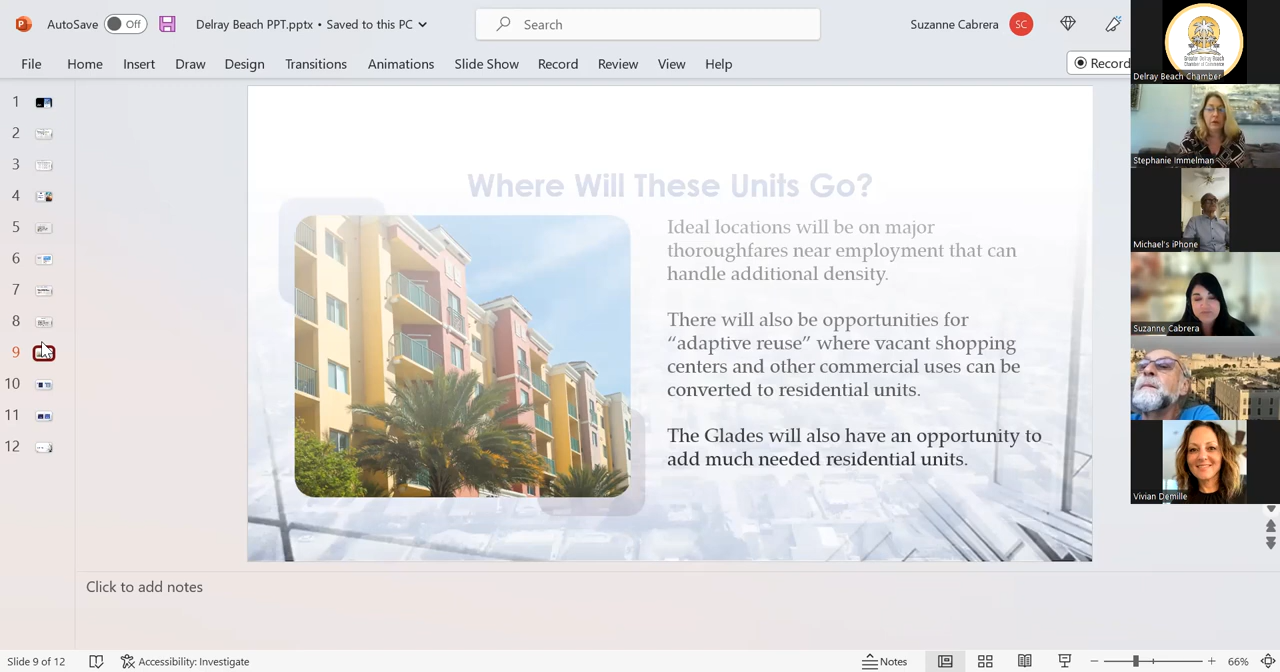 AutoSave Off Delray Beach PPT.pptx • Saved to this PC Search Suzanne Cabrera SC
File Home Insert Draw Design Transitions Animations Slide Show Record Review View Help Record
Greater Delray Beach
Chamber of Commerce
Delray Beach Chamber
Stephanie Immelman
Michael's iPhone
Suzanne Cabrera
Vivian Demille
1
2
3
4
5
6
7
8
9
10
11
12
Where Will These Units Go?
Ideal locations will be on major
thoroughfares near employment that can
handle additional density.
There will also be opportunities for
“adaptive reuse” where vacant shopping
centers and other commercial uses can be
converted to residential units.
The Glades will also have an opportunity to
add much needed residential units.
Click to add notes
Slide 9 of 12 Accessibility: Investigate Notes 66%